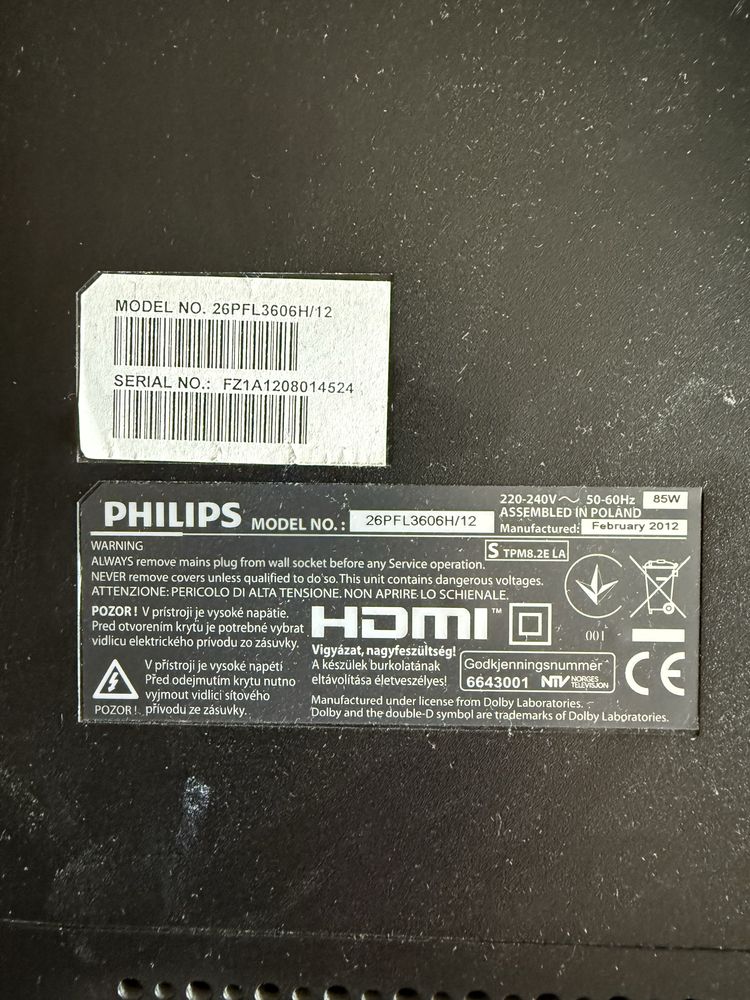 MODEL NO. 26PFL3606H/12
SERIAL NO.: FZ1A1208014524
PHILIPS MODEL NO. : 26PFL3606H/12
220-240V~ 50-60Hz 85W
ASSEMBLED IN POLAND
Manufactured: February 2012
WARNING
S TPM8.2E LA
ALWAYS remove mains plug from wall socket before any Service operation.
NEVER remove covers unless qualified to do so. This unit contains dangerous voltages.
ATTENZIONE: PERICOLO DI ALTA TENSIONE. NON APRIRE LO SCHIENALE.
POZOR ! V prístroji je vysoké napätie.
Pred otvorením krytu je potrebné vybrat
vidlicu elektrického prívodu zo zásuvky.
HDMI™
001
V přístroji je vysoké napětí
Před odejmutím krytu nutno
vyjmout vidlici síťového
POZOR ! přívodu ze zásuvky.
Vigyázat, nagyfeszültség!
A készülek burkolatának
eltávolítása életveszélyes!
Godkjenningsnummer
6643001 NTV NORGES
TELEVISJON
CE
Manufactured under license from Dolby Laboratories.
Dolby and the double-D symbol are trademarks of Dolby Laboratories.